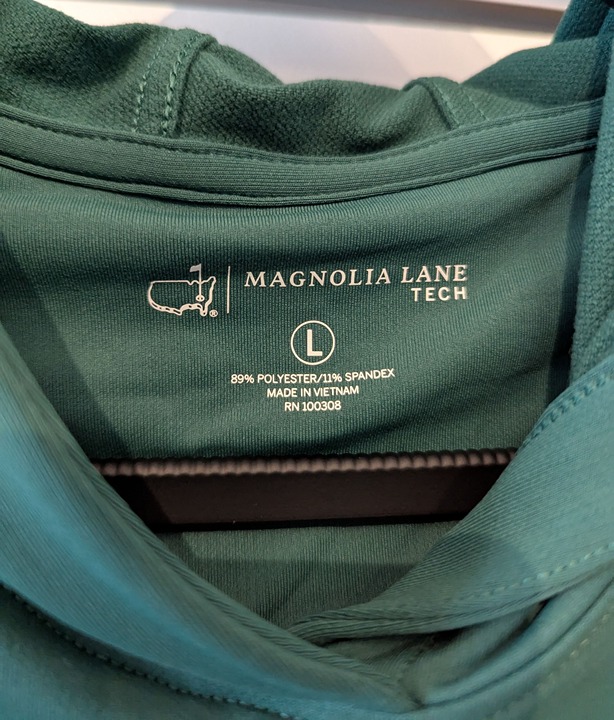 MAGNOLIA LANE
TECH
®
L
89% POLYESTER/11% SPANDEX
MADE IN VIETNAM
RN 100308